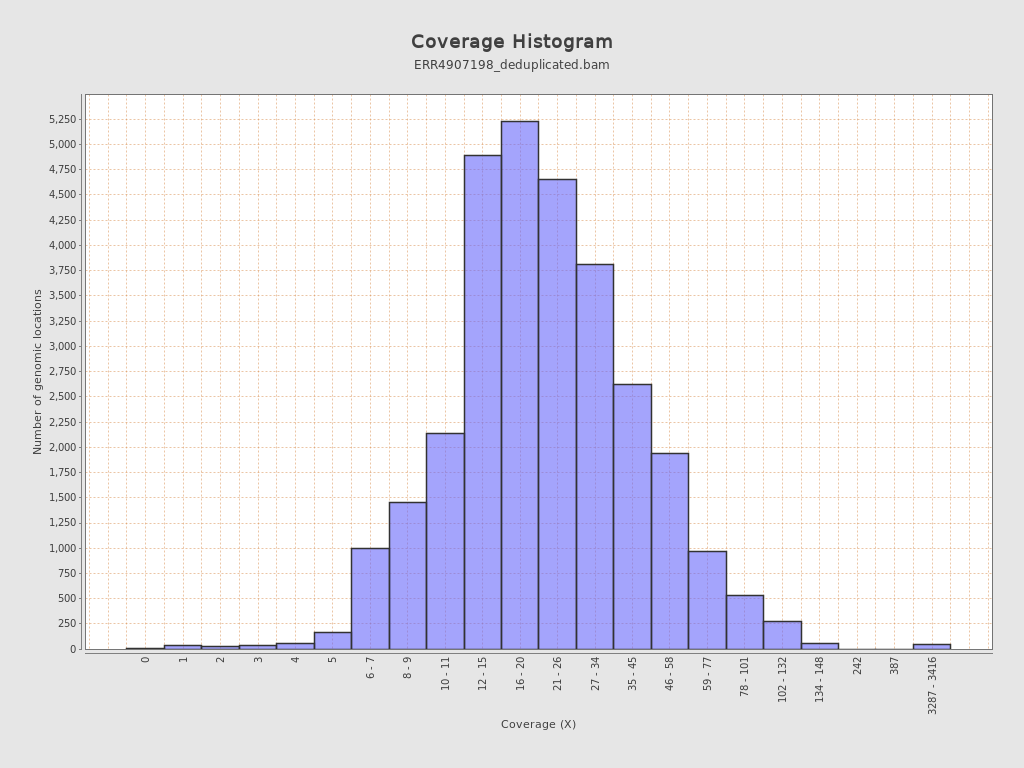 Coverage Histogram
ERR4907198_deduplicated.bam
Number of genomic locations
5,250
5,000
4,750
4,500
4,250
4,000
3,750
3,500
3,250
3,000
2,750
2,500
2,250
2,000
1,750
1,500
1,250
1,000
750
500
250
0
0
1
2
3
4
5
6 - 7
8 - 9
10 - 11
12 - 15
16 - 20
21 - 26
27 - 34
35 - 45
46 - 58
59 - 77
78 - 101
102 - 132
134 - 148
242
387
3287 - 3416
Coverage (X)